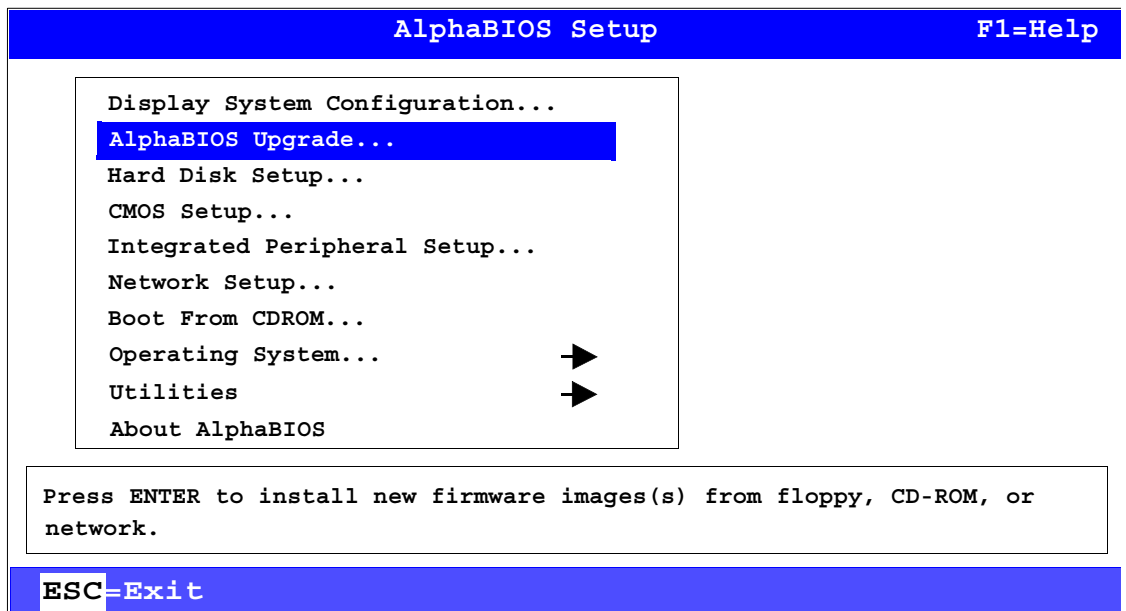 AlphaBIOS Setup F1=Help
Display System Configuration...
AlphaBIOS Upgrade...
Hard Disk Setup...
CMOS Setup...
Integrated Peripheral Setup...
Network Setup...
Boot From CDROM...
Operating System...
Utilities
About AlphaBIOS
Press ENTER to install new firmware images(s) from floppy, CD-ROM, or
network.
ESC=Exit